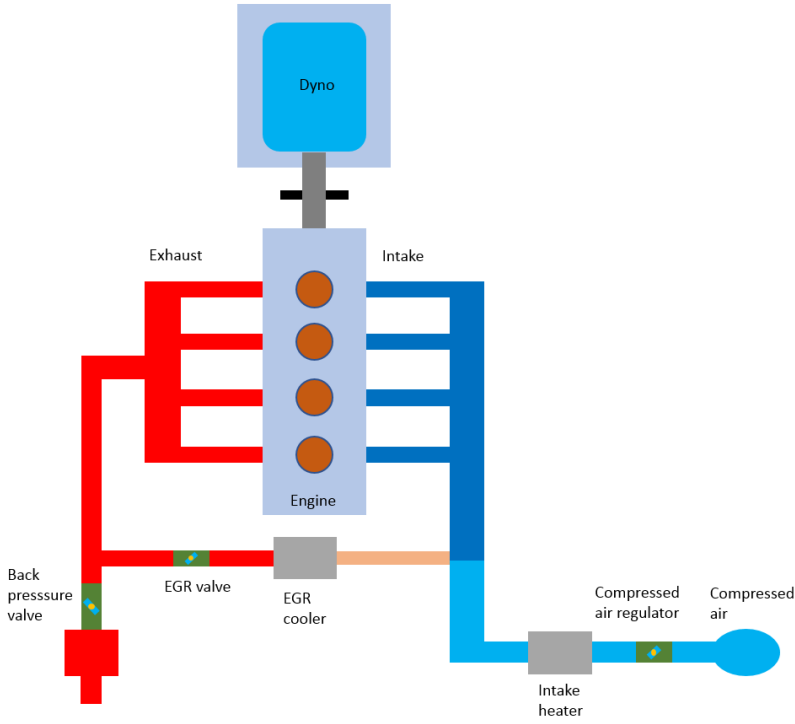 Dyno
Exhaust
Intake
Engine
Back
presssure
valve
EGR valve
EGR
cooler
Compressed
air regulator
Compressed
air
Intake
heater